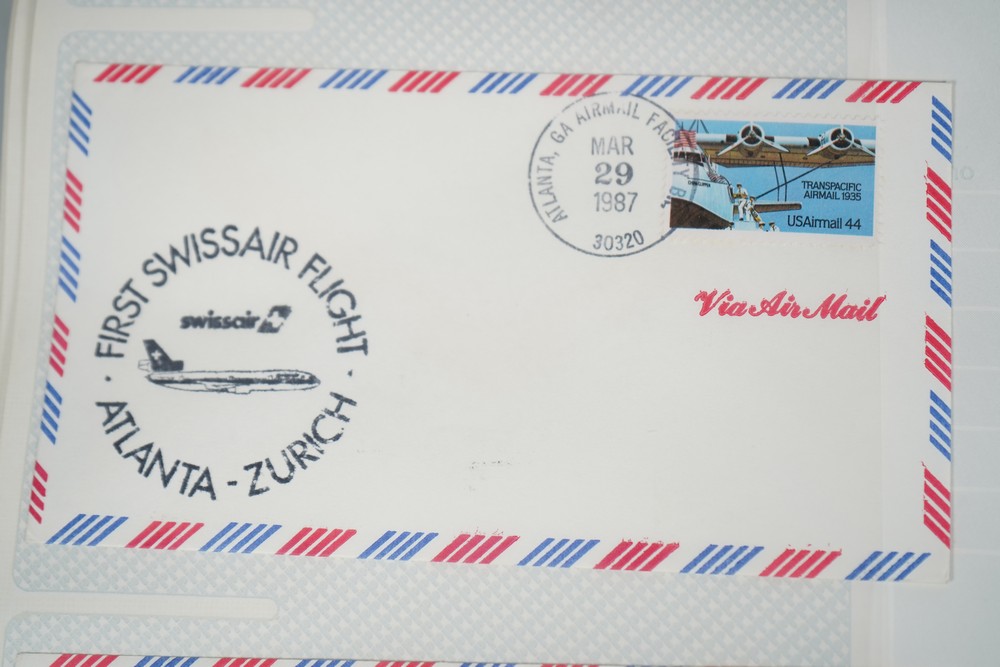 ATLANTA, GA AIRMAIL FACILITY
MAR
29
1987
30320
TRANSPACIFIC
AIRMAIL 1935
USAirmail 44
Via Air Mail
· FIRST SWISSAIR FLIGHT ·
swissair
ATLANTA - ZURICH